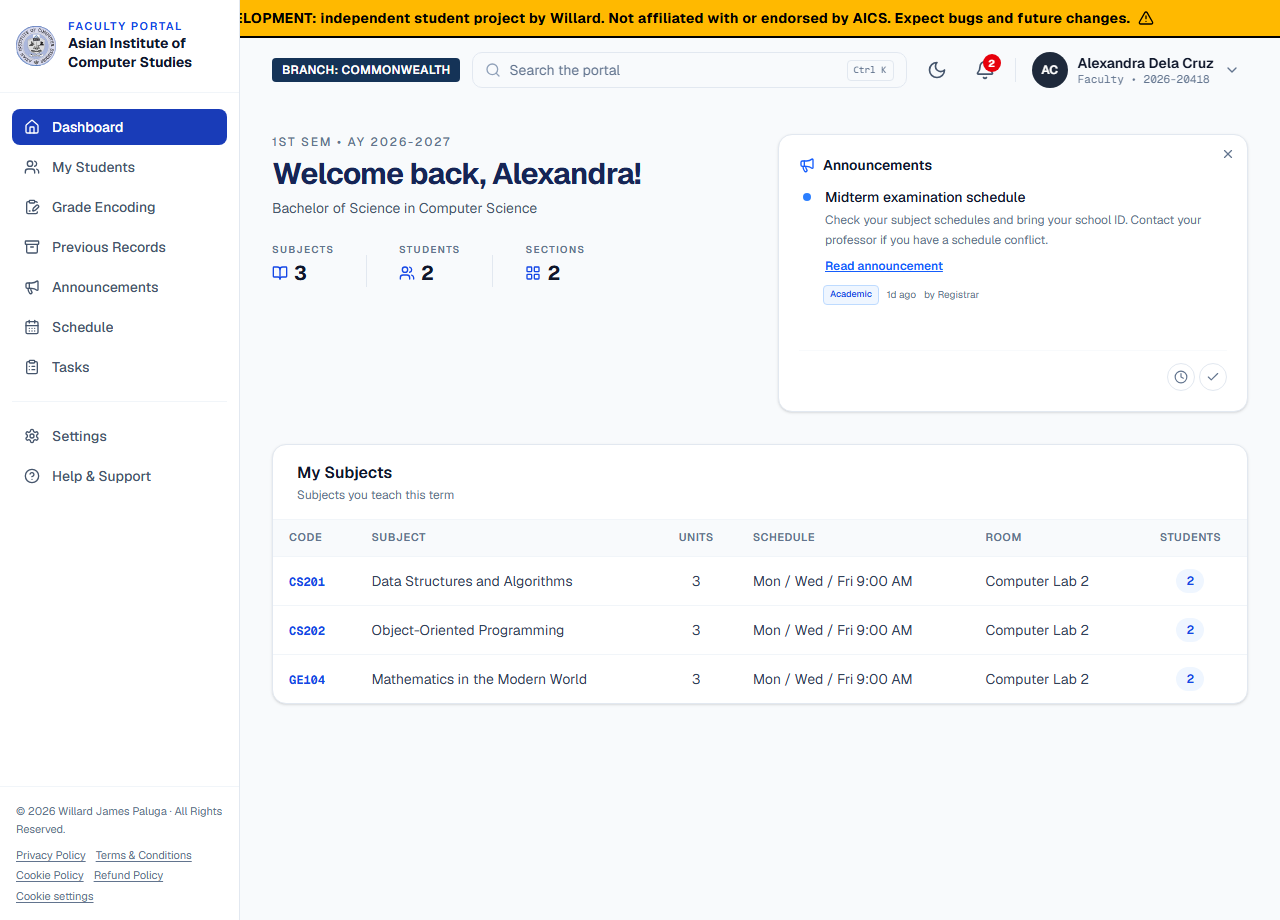 FACULTY PORTAL
Asian Institute of
Computer Studies
Dashboard
My Students
Grade Encoding
Previous Records
Announcements
Schedule
Tasks
Settings
Help & Support
© 2026 Willard James Paluga · All Rights
Reserved.
Privacy Policy Terms & Conditions
Cookie Policy Refund Policy
Cookie settings
ELOPMENT: independent student project by Willard. Not affiliated with or endorsed by AICS. Expect bugs and future changes.
BRANCH: COMMONWEALTH
Search the portal
Ctrl K
2
AC
Alexandra Dela Cruz
Faculty • 2026-20418
1ST SEM • AY 2026-2027
Welcome back, Alexandra!
Bachelor of Science in Computer Science
SUBJECTS STUDENTS SECTIONS
3 2 2
Announcements
Midterm examination schedule
Check your subject schedules and bring your school ID. Contact your
professor if you have a schedule conflict.
Read announcement
Academic 1d ago by Registrar
My Subjects
Subjects you teach this term
CODE SUBJECT UNITS SCHEDULE ROOM STUDENTS
CS201 Data Structures and Algorithms 3 Mon / Wed / Fri 9:00 AM Computer Lab 2 2
CS202 Object-Oriented Programming 3 Mon / Wed / Fri 9:00 AM Computer Lab 2 2
GE104 Mathematics in the Modern World 3 Mon / Wed / Fri 9:00 AM Computer Lab 2 2